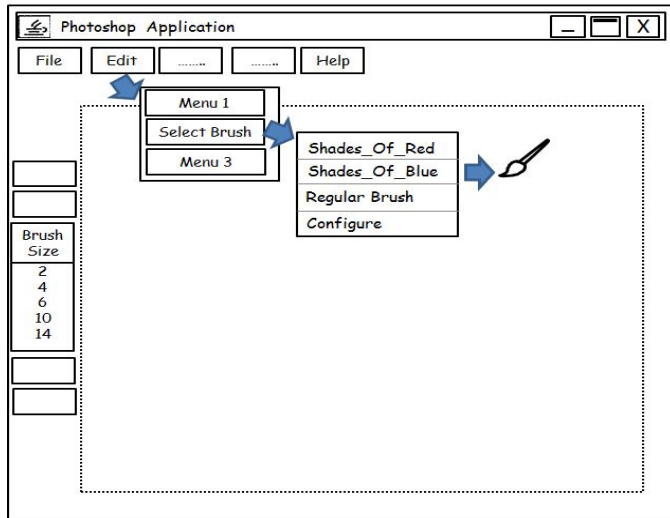 Photoshop Application
X
File Edit ........ ........ Help
Menu 1
Select Brush
Menu 3
Shades_Of_Red
Shades_Of_Blue
Regular Brush
Configure
Brush
Size
2
4
6
10
14